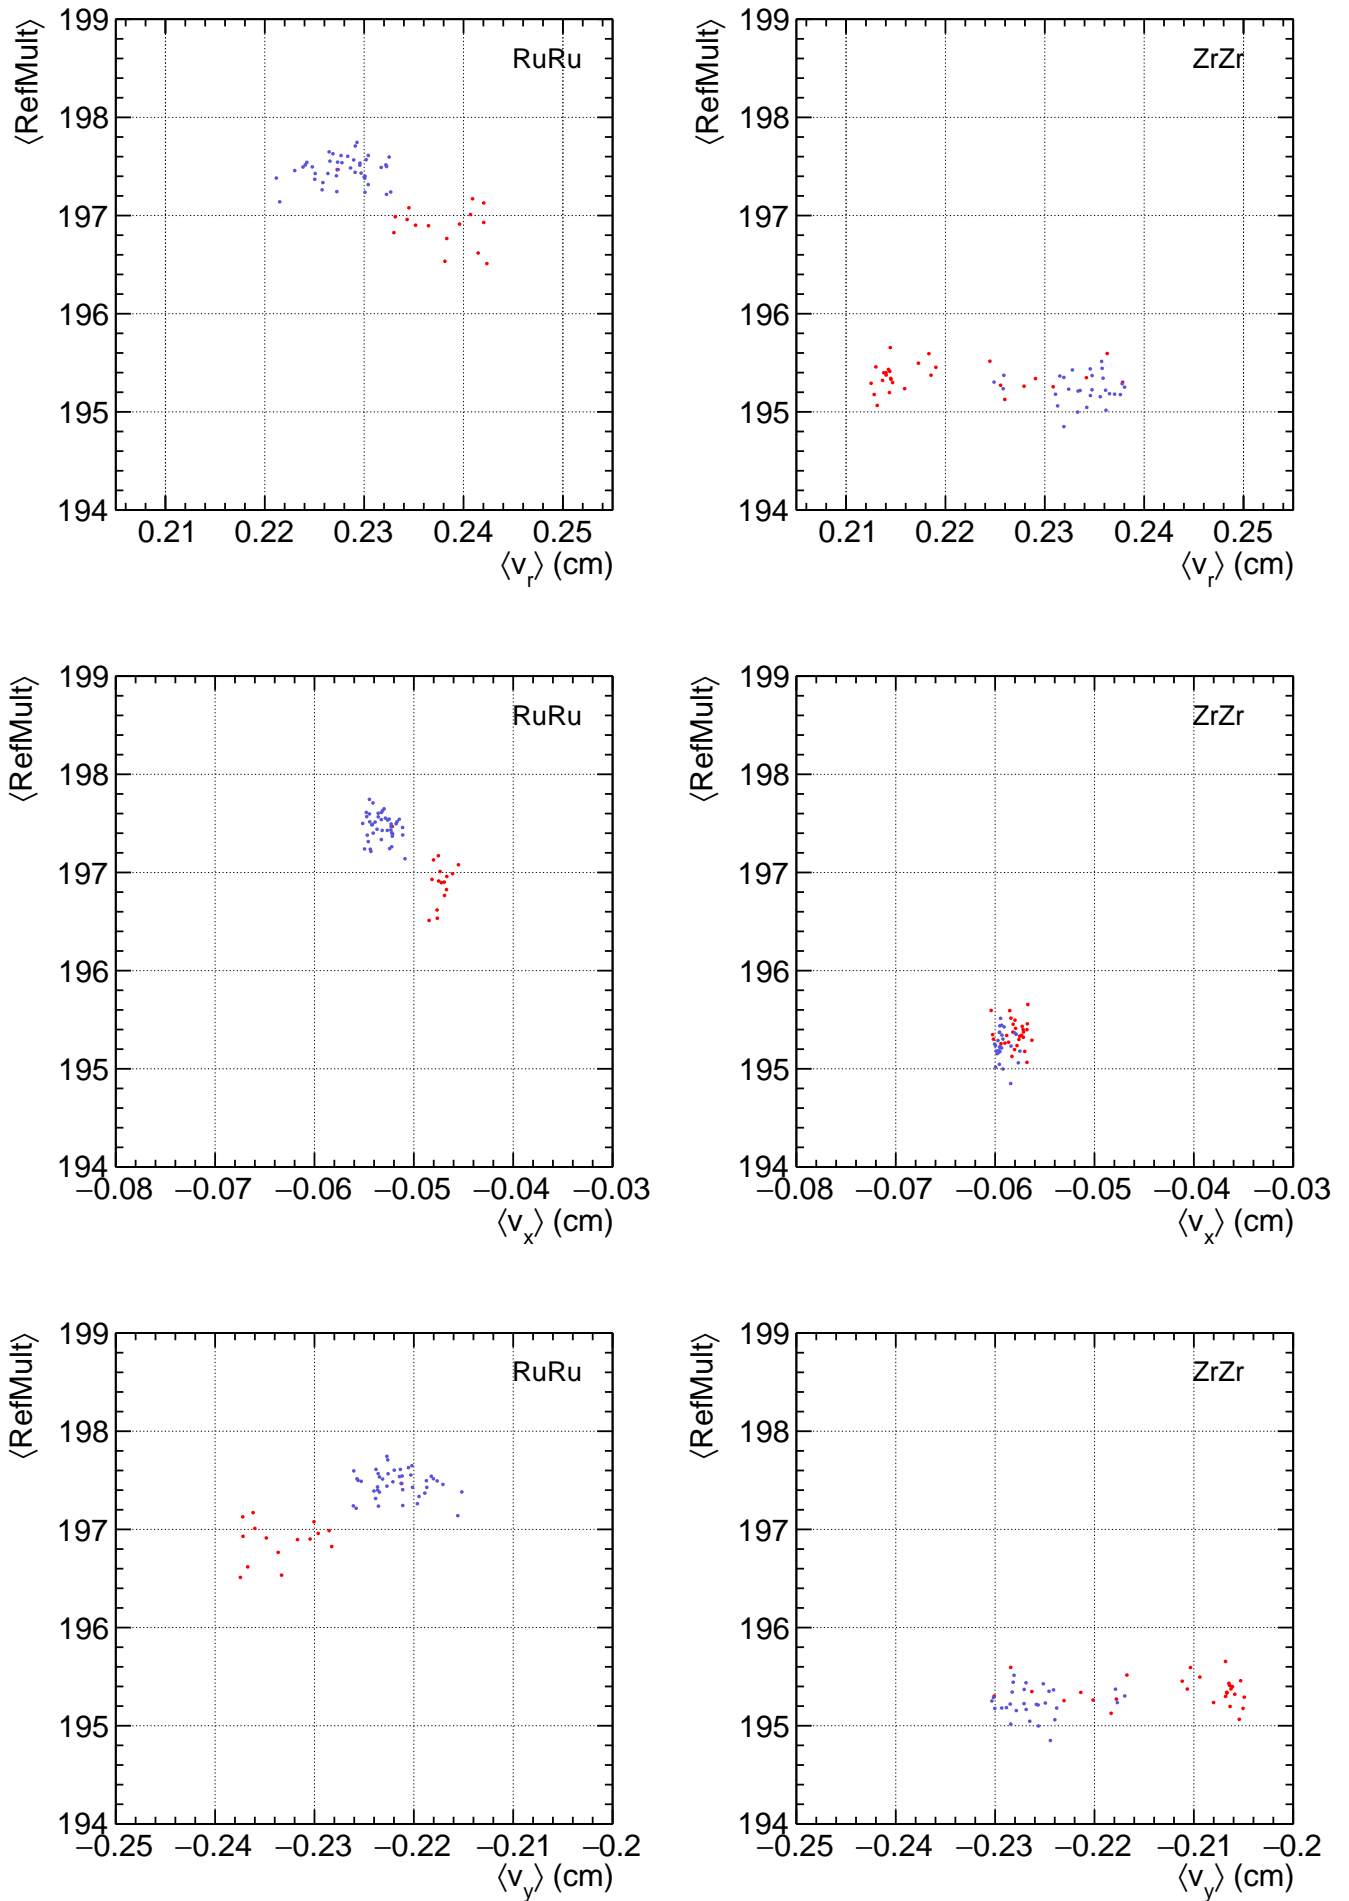 ⟨RefMult⟩
199
198
197
196
195
194
RuRu
0.21 0.22 0.23 0.24 0.25
⟨v_r⟩ (cm)
⟨RefMult⟩
199
198
197
196
195
194
ZrZr
0.21 0.22 0.23 0.24 0.25
⟨v_r⟩ (cm)
⟨RefMult⟩
199
198
197
196
195
194
RuRu
−0.08 −0.07 −0.06 −0.05 −0.04 −0.03
⟨v_x⟩ (cm)
⟨RefMult⟩
199
198
197
196
195
194
ZrZr
−0.08 −0.07 −0.06 −0.05 −0.04 −0.03
⟨v_x⟩ (cm)
⟨RefMult⟩
199
198
197
196
195
194
RuRu
−0.25 −0.24 −0.23 −0.22 −0.21 −0.2
⟨v_y⟩ (cm)
⟨RefMult⟩
199
198
197
196
195
194
ZrZr
−0.25 −0.24 −0.23 −0.22 −0.21 −0.2
⟨v_y⟩ (cm)